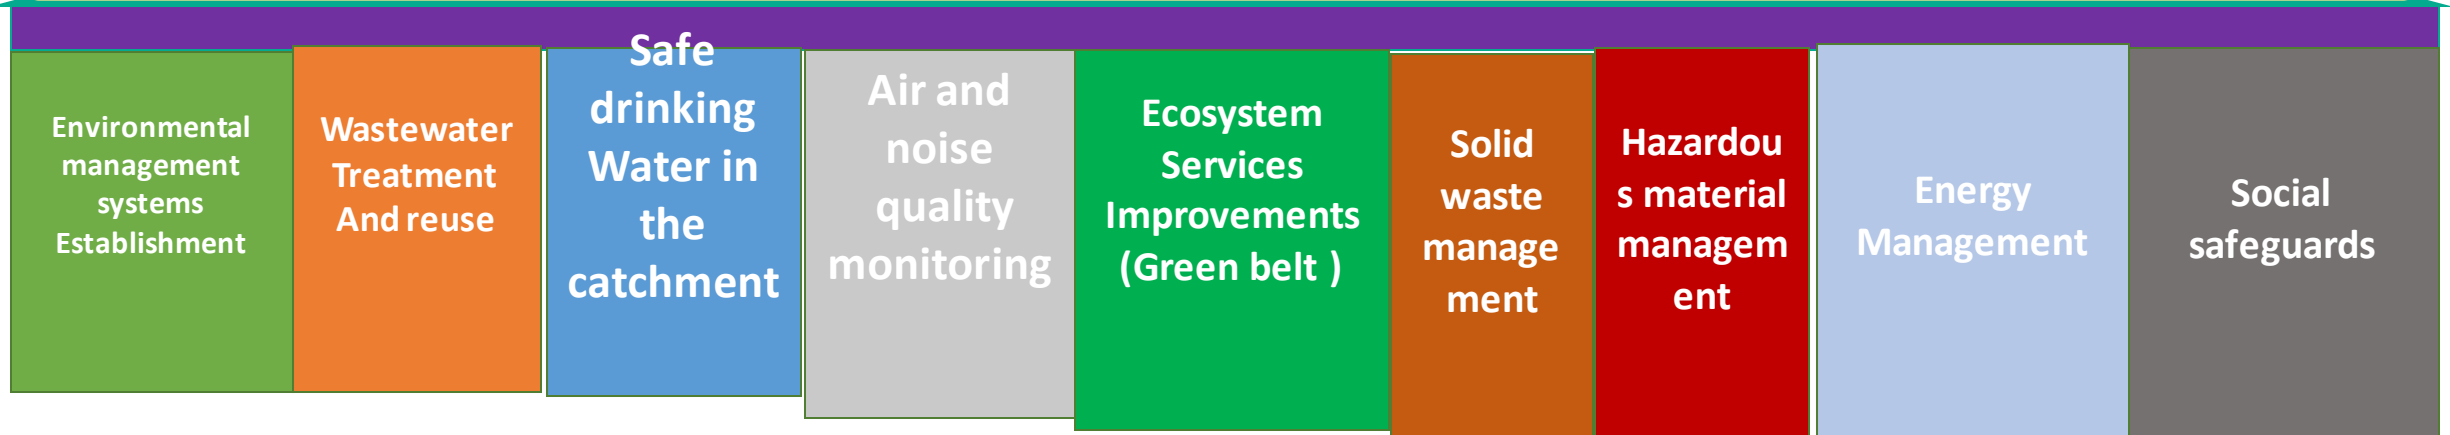 Environmental
management
systems
Establishment
Wastewater
Treatment
And reuse
Safe
drinking
Water in
the
catchment
Air and
noise
quality
monitoring
Ecosystem
Services
Improvements
(Green belt )
Solid
waste
manage
ment
Hazardou
s material
managem
ent
Energy
Management
Social
safeguards